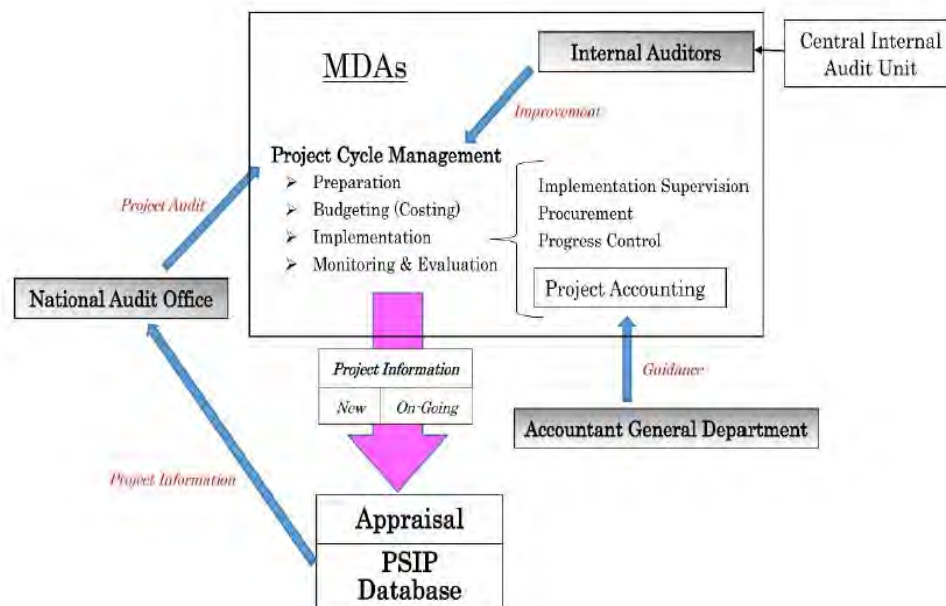 MDAs
Internal Auditors
Central Internal
Audit Unit
Improvement
Project Cycle Management
➢ Preparation
➢ Budgeting (Costing)
➢ Implementation
➢ Monitoring & Evaluation
Implementation Supervision
Procurement
Progress Control
Project Accounting
Project Audit
National Audit Office
Project Information
New
On-Going
Guidance
Accountant General Department
Project Information
Appraisal
PSIP
Database